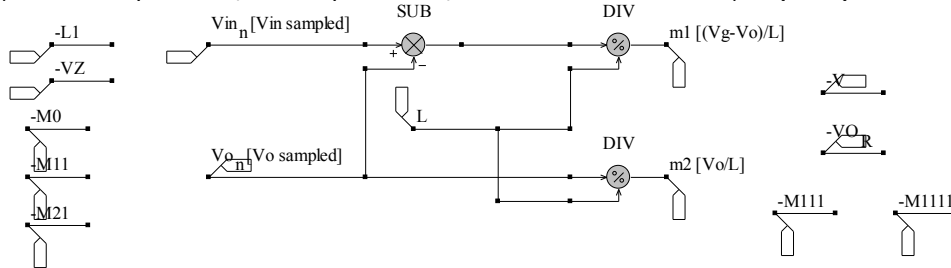 SUB
DIV
-L1
Vin_n [Vin sampled]
m1 [(Vg-Vo)/L]
+
−
-VZ
-V
L
-M0
-VO
R
DIV
-M11
Vo_n [Vo sampled]
m2 [Vo/L]
-M21
-M111
-M1111